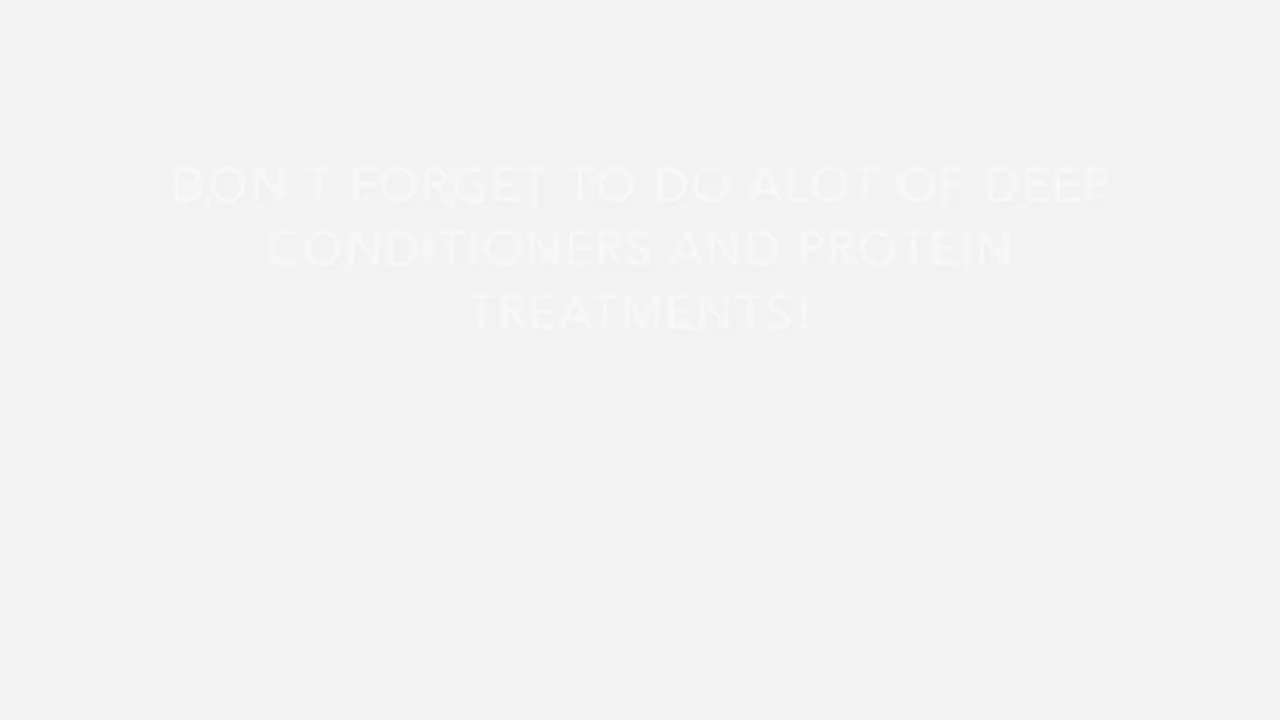 DON'T FORGET TO DO ALOT OF DEEP
CONDITIONERS AND PROTEIN
TREATMENTS!